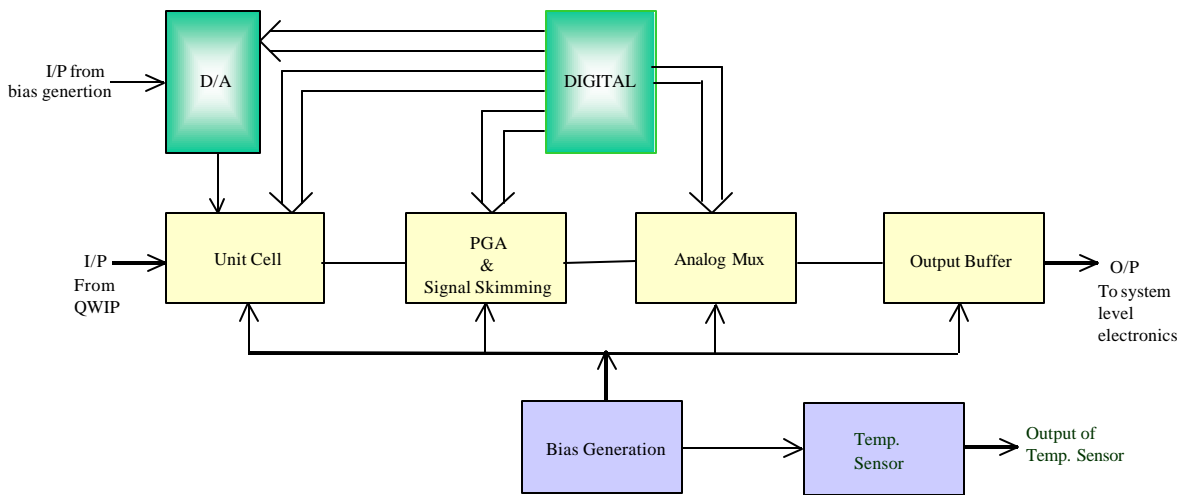 I/P from
bias genertion
D/A
DIGITAL
I/P
From
QWIP
Unit Cell
PGA
&
Signal Skimming
Analog Mux
Output Buffer
O/P
To system
level
electronics
Bias Generation
Temp.
Sensor
Output of
Temp. Sensor